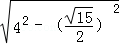 √(4² − (√15/2)²)